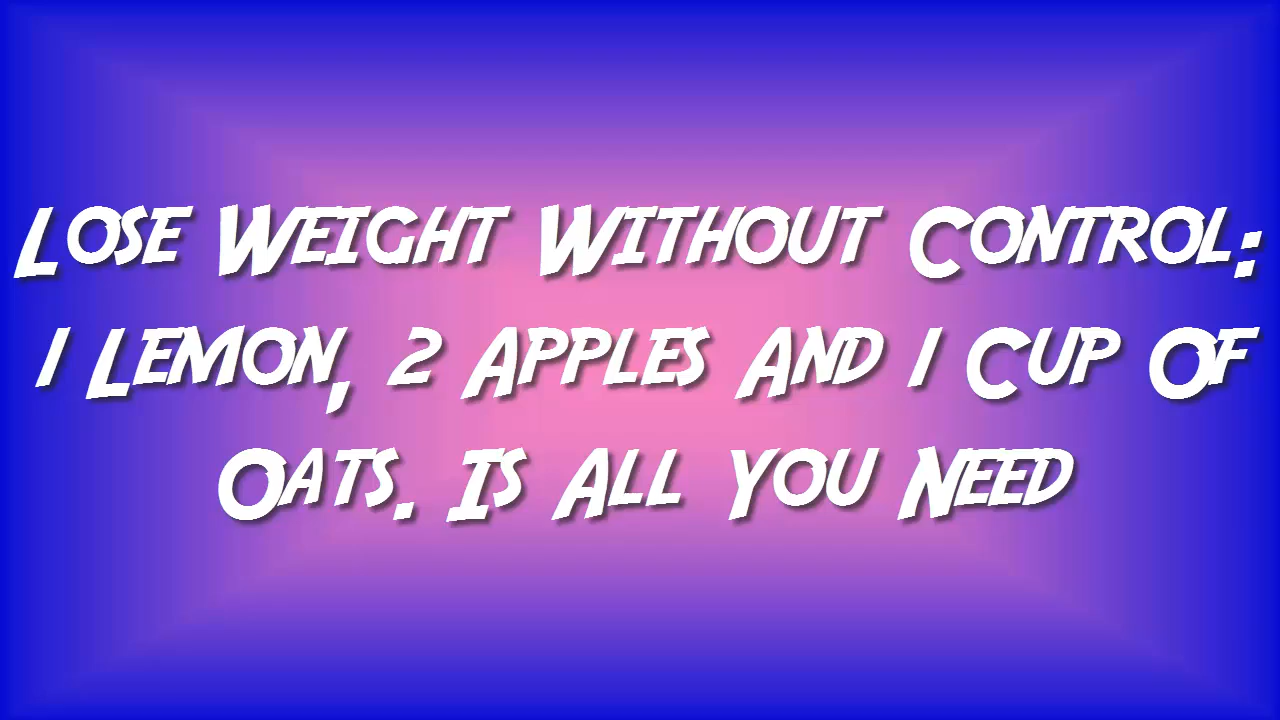 Lose Weight Without Control:
1 Lemon, 2 Apples And 1 Cup Of
Oats. Is All You Need